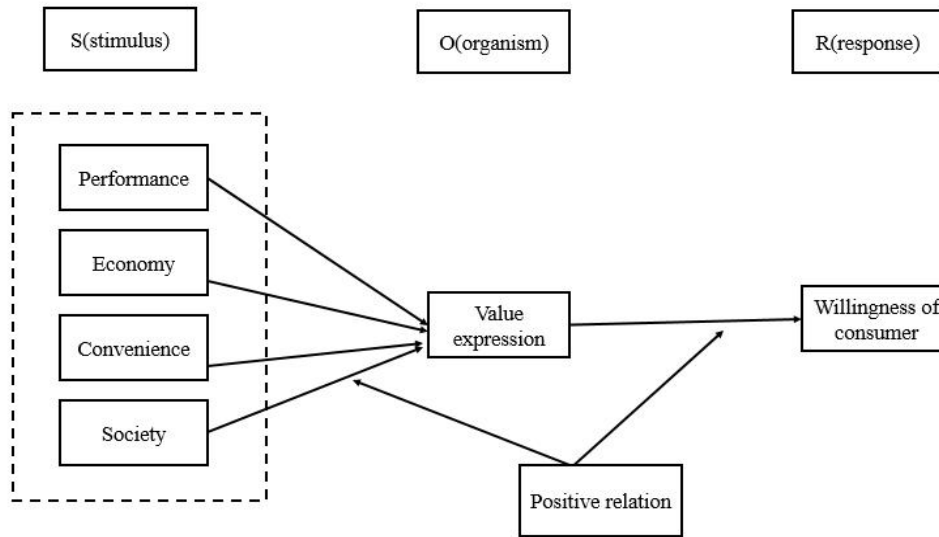 S(stimulus)
O(organism)
R(response)
Performance
Economy
Convenience
Society
Value
expression
Willingness of
consumer
Positive relation